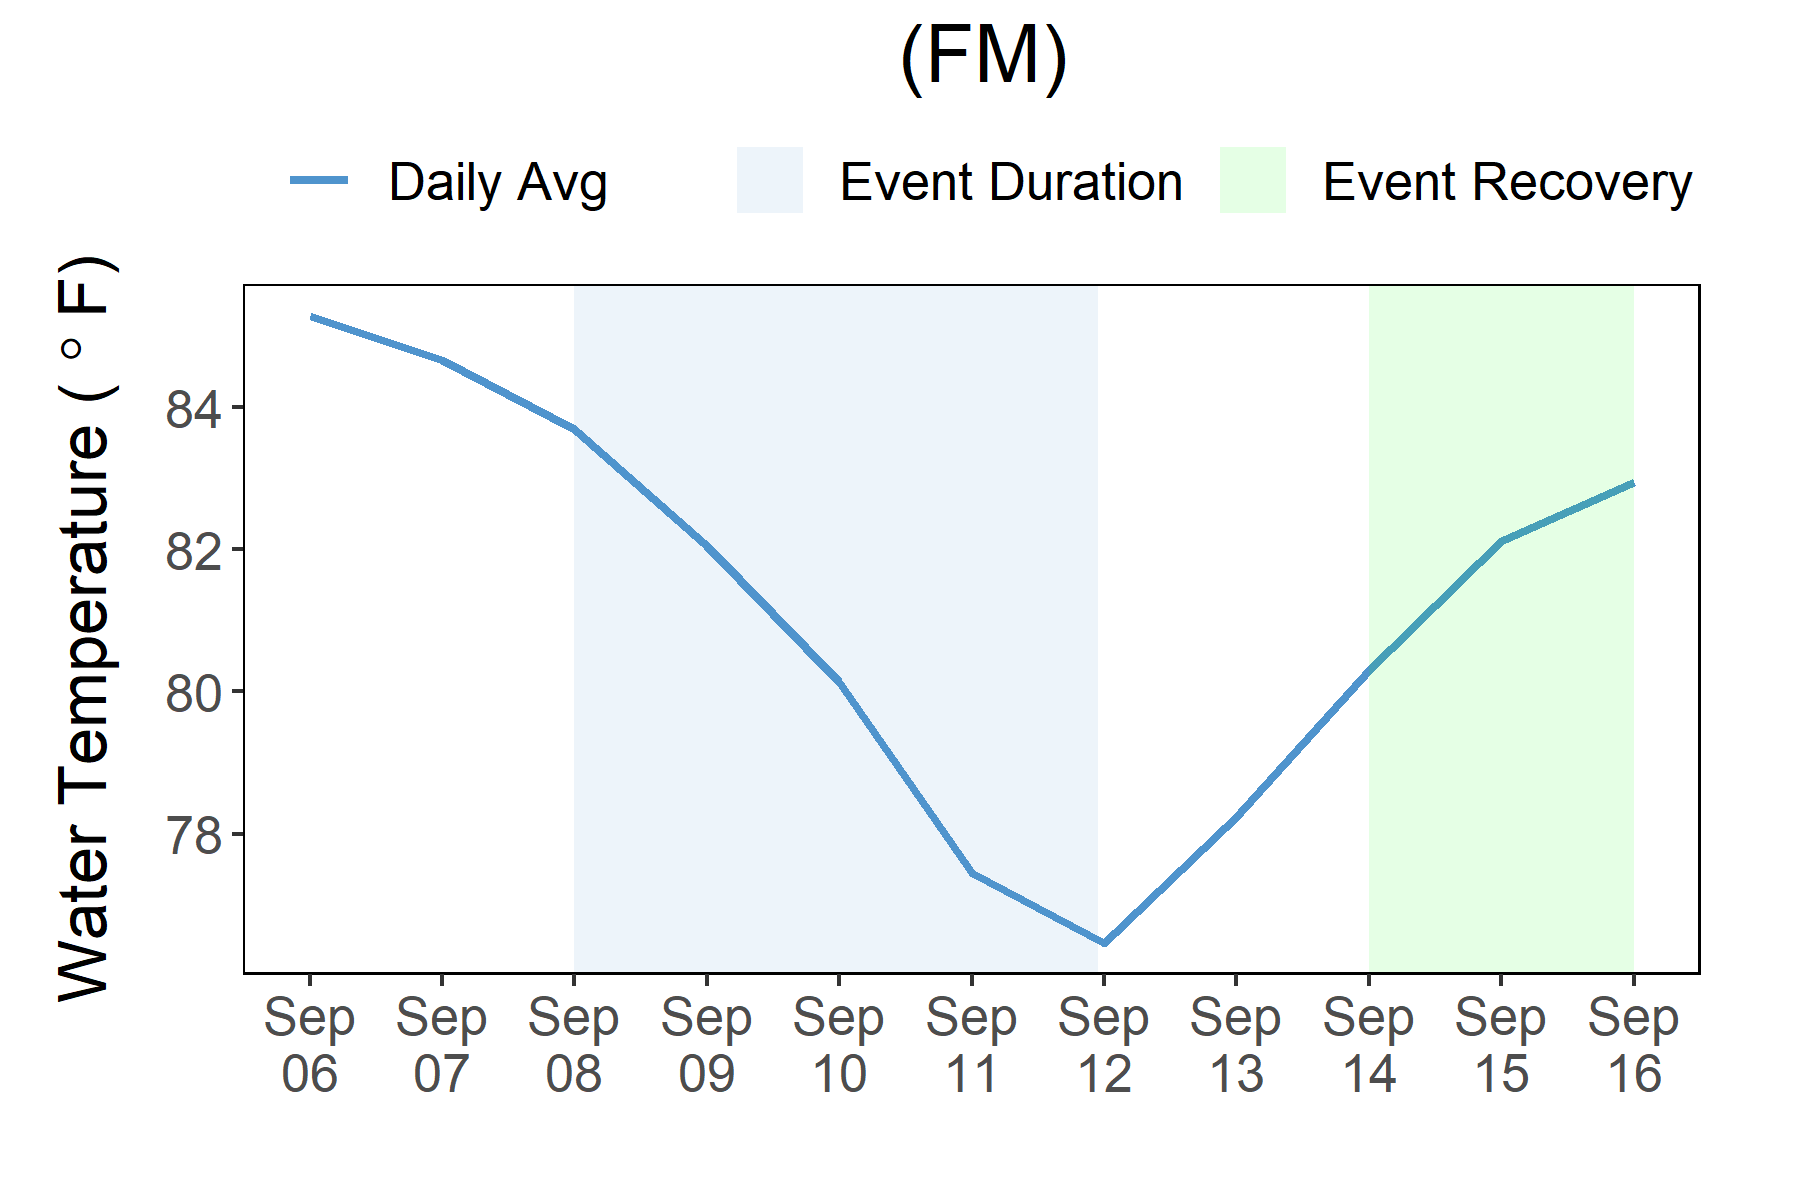 (FM)
Daily Avg Event Duration Event Recovery
Water Temperature ( ° F)
84
82
80
78
Sep Sep Sep Sep Sep Sep Sep Sep Sep Sep Sep
06 07 08 09 10 11 12 13 14 15 16